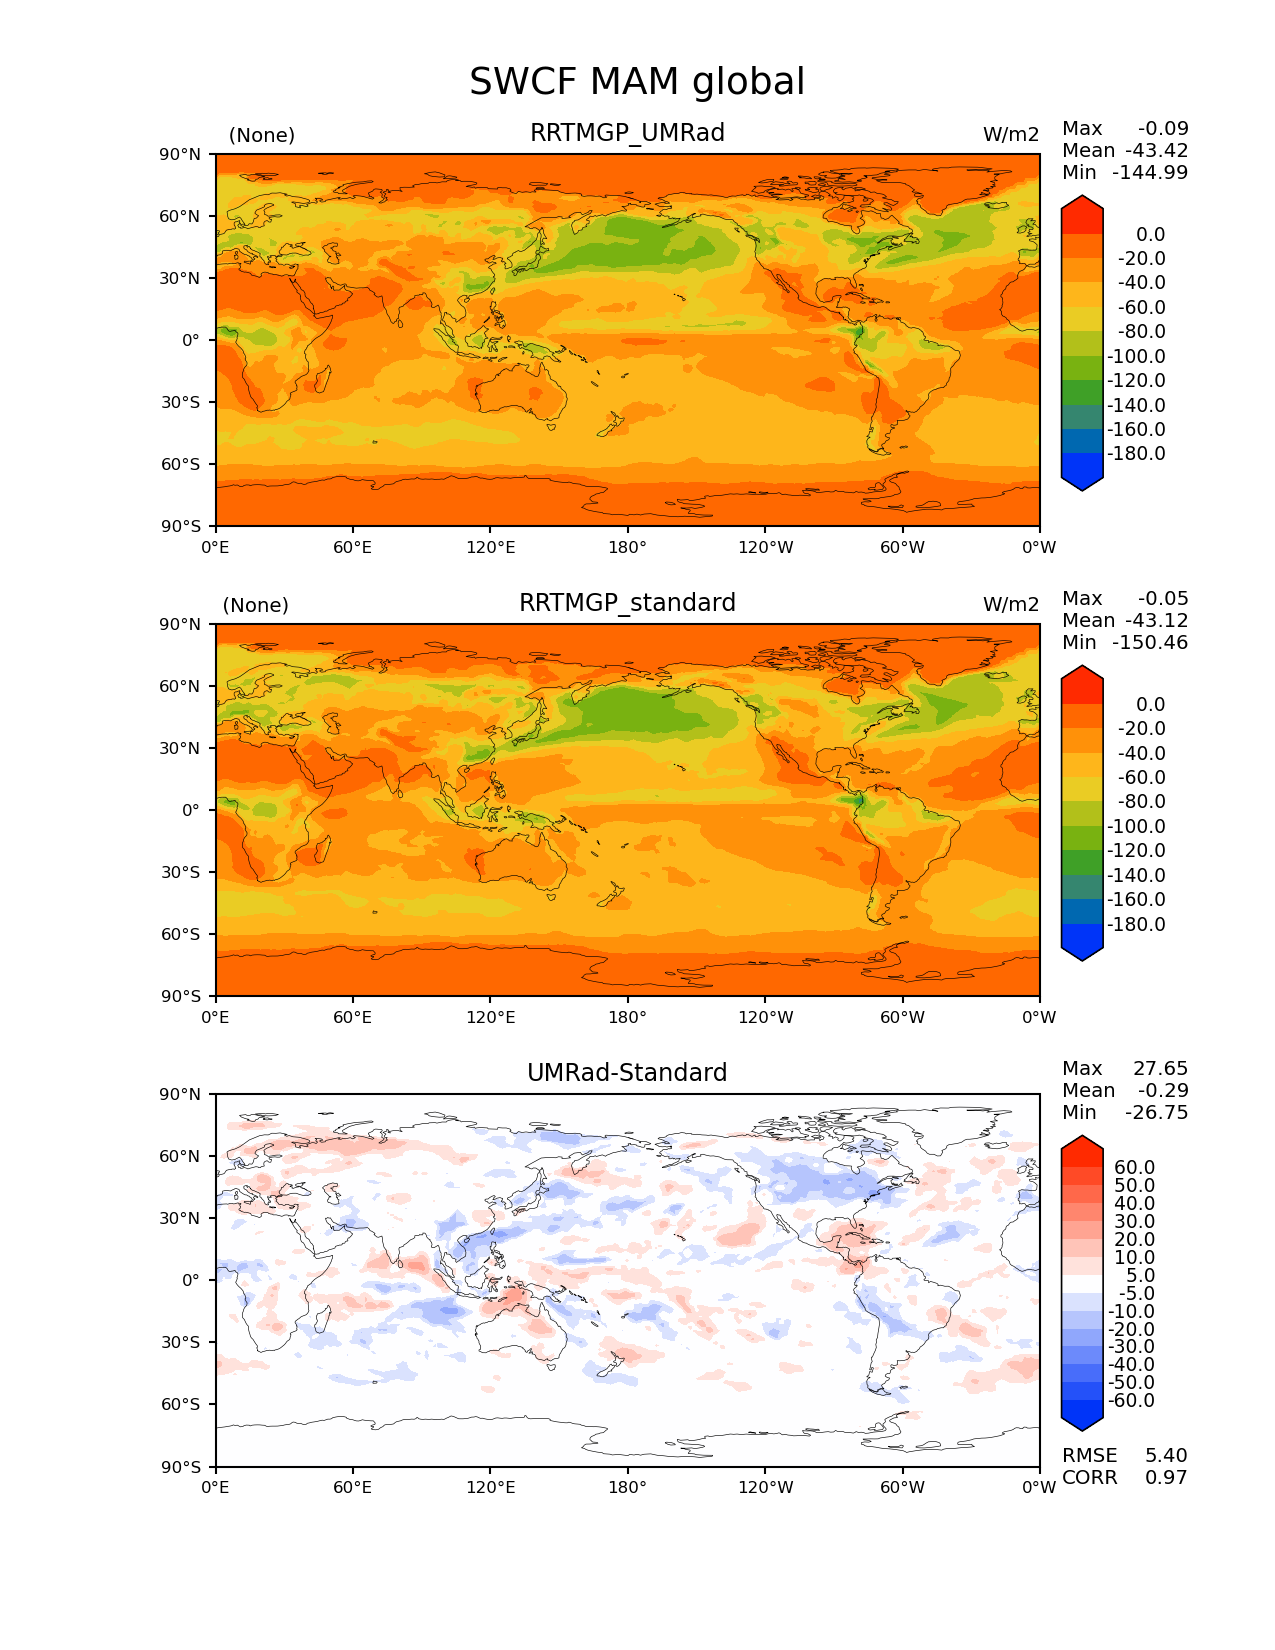 SWCF MAM global
(None) RRTMGP_UMRad W/m2
Max -0.09
Mean -43.42
Min -144.99
90°N
60°N
30°N
0°
30°S
60°S
90°S
0°E 60°E 120°E 180° 120°W 60°W 0°W
0.0
-20.0
-40.0
-60.0
-80.0
-100.0
-120.0
-140.0
-160.0
-180.0
(None) RRTMGP_standard W/m2
Max -0.05
Mean -43.12
Min -150.46
90°N
60°N
30°N
0°
30°S
60°S
90°S
0°E 60°E 120°E 180° 120°W 60°W 0°W
0.0
-20.0
-40.0
-60.0
-80.0
-100.0
-120.0
-140.0
-160.0
-180.0
UMRad-Standard
Max 27.65
Mean -0.29
Min -26.75
90°N
60°N
30°N
0°
30°S
60°S
90°S
0°E 60°E 120°E 180° 120°W 60°W 0°W
60.0
50.0
40.0
30.0
20.0
10.0
5.0
-5.0
-10.0
-20.0
-30.0
-40.0
-50.0
-60.0
RMSE 5.40
CORR 0.97